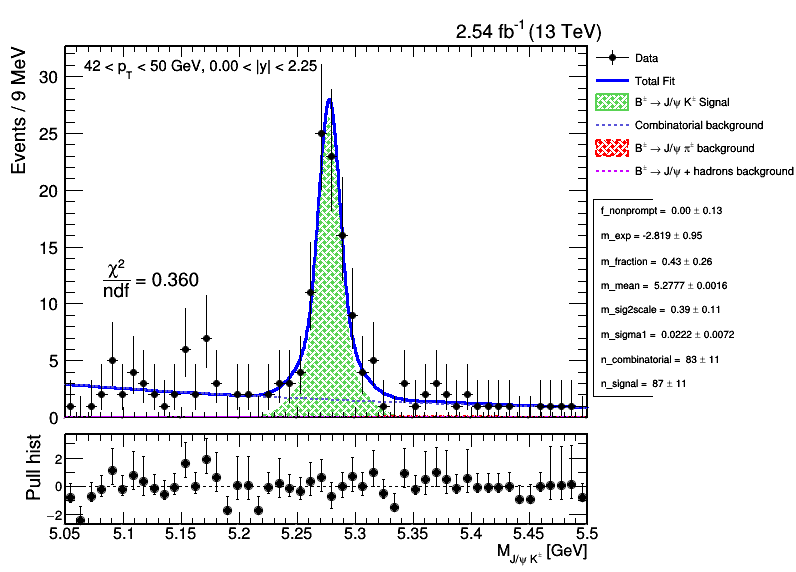 2.54 fb⁻¹ (13 TeV)
Events / 9 MeV
42 < p_T < 50 GeV, 0.00 < |y| < 2.25
30
25
20
15
10
5
0
χ²/ndf = 0.360
Data
Total Fit
B± → J/ψ K± Signal
Combinatorial background
B± → J/ψ π± background
B± → J/ψ + hadrons background
f_nonprompt = 0.00 ± 0.13
m_exp = -2.819 ± 0.95
m_fraction = 0.43 ± 0.26
m_mean = 5.2777 ± 0.0016
m_sig2scale = 0.39 ± 0.11
m_sigma1 = 0.0222 ± 0.0072
n_combinatorial = 83 ± 11
n_signal = 87 ± 11
Pull hist
2
0
−2
5.05 5.1 5.15 5.2 5.25 5.3 5.35 5.4 5.45 5.5
M_J/ψ K± [GeV]